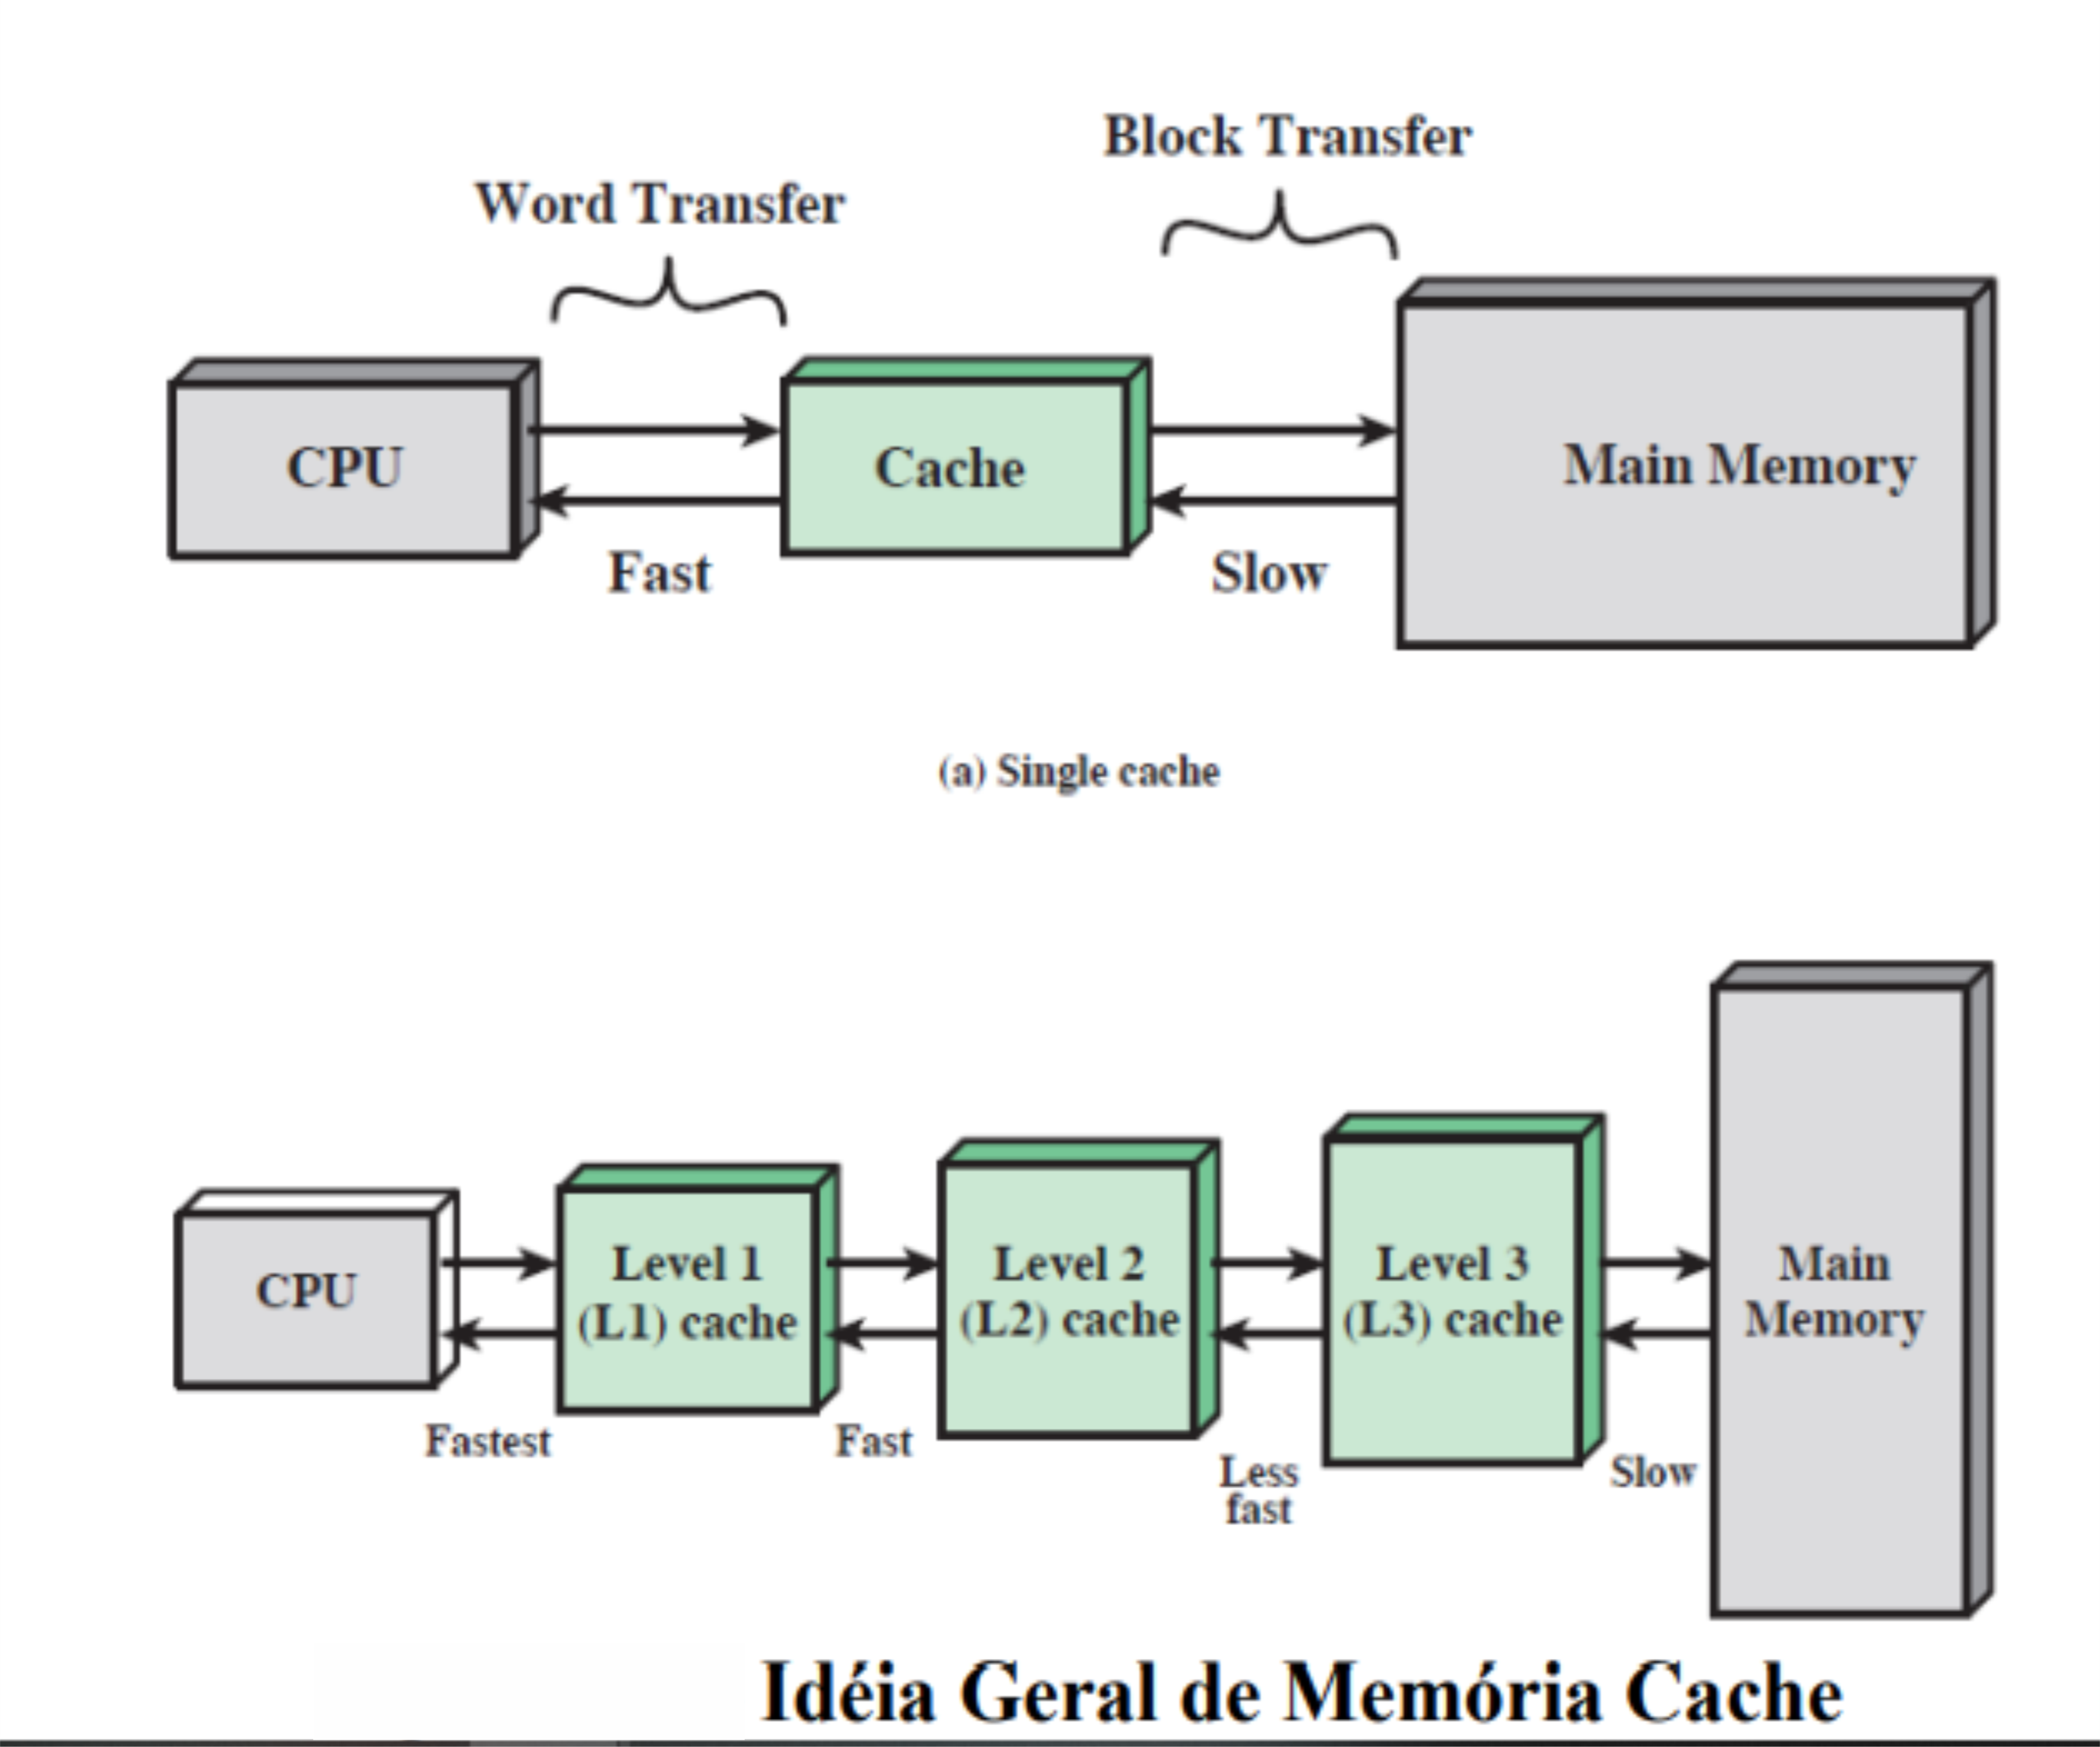 Block Transfer
Word Transfer
CPU
Cache
Main Memory
Fast
Slow
(a) Single cache
CPU
Level 1
(L1) cache
Level 2
(L2) cache
Level 3
(L3) cache
Main
Memory
Fastest
Fast
Less
fast
Slow
Idéia Geral de Memória Cache